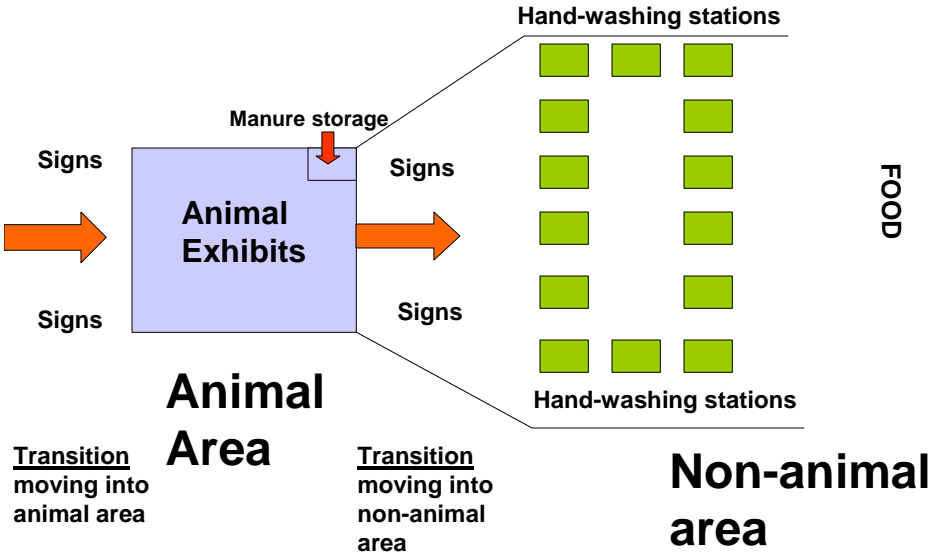 Hand-washing stations
Manure storage
Signs
Signs
Animal
Exhibits
FOOD
Signs
Signs
Hand-washing stations
Animal
Area
Transition
moving into
animal area
Transition
moving into
non-animal
area
Non-animal
area